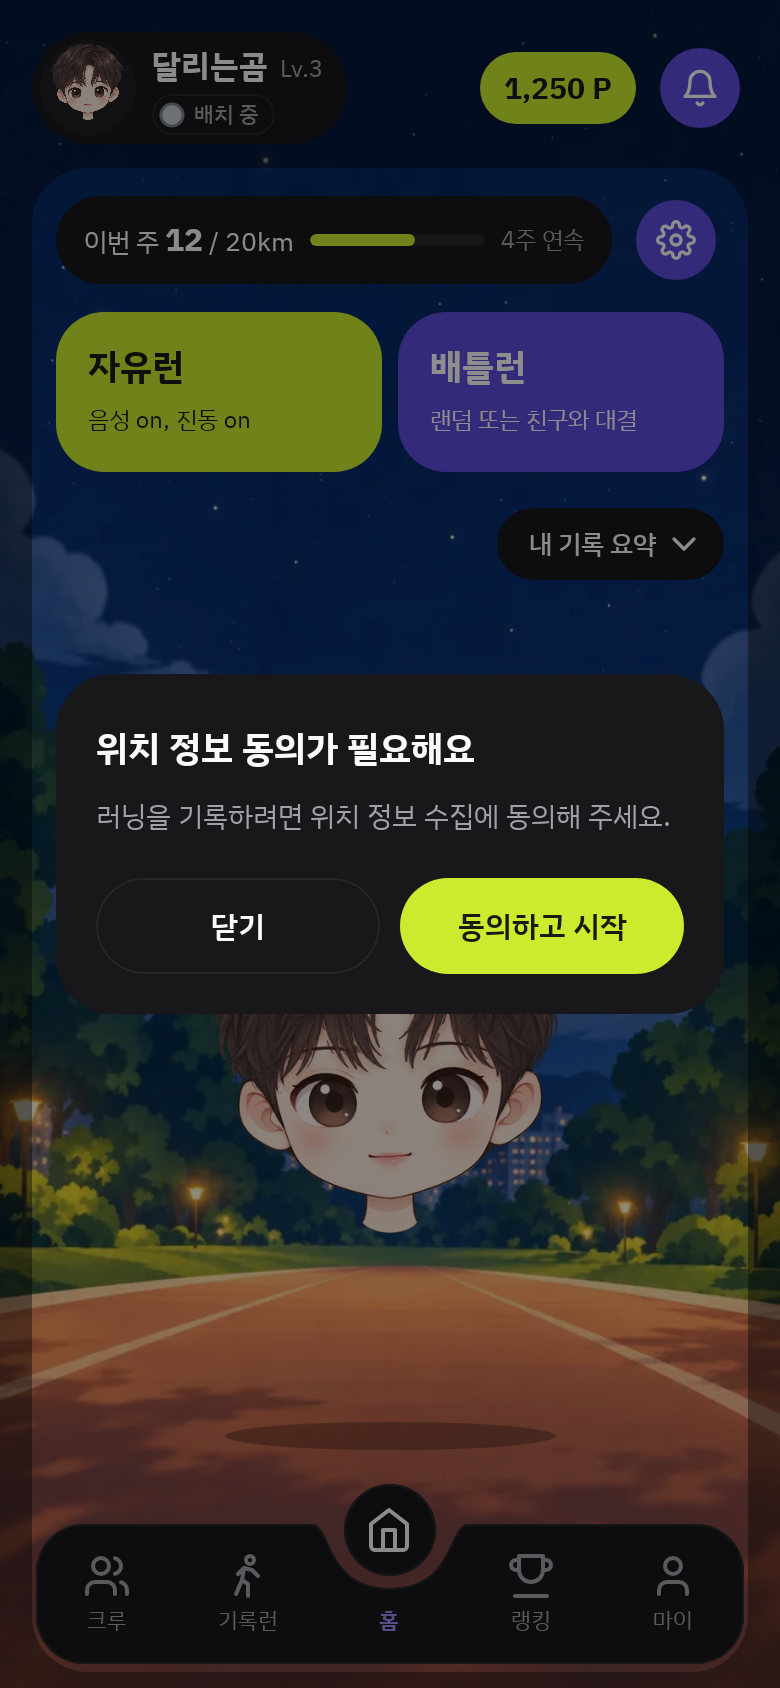 달리는곰 Lv.3
배치 중
1,250 P
이번 주 12 / 20km
4주 연속
자유런
음성 on, 진동 on
배틀런
랜덤 또는 친구와 대결
내 기록 요약
위치 정보 동의가 필요해요
러닝을 기록하려면 위치 정보 수집에 동의해 주세요.
닫기
동의하고 시작
크루
기록런
홈
랭킹
마이